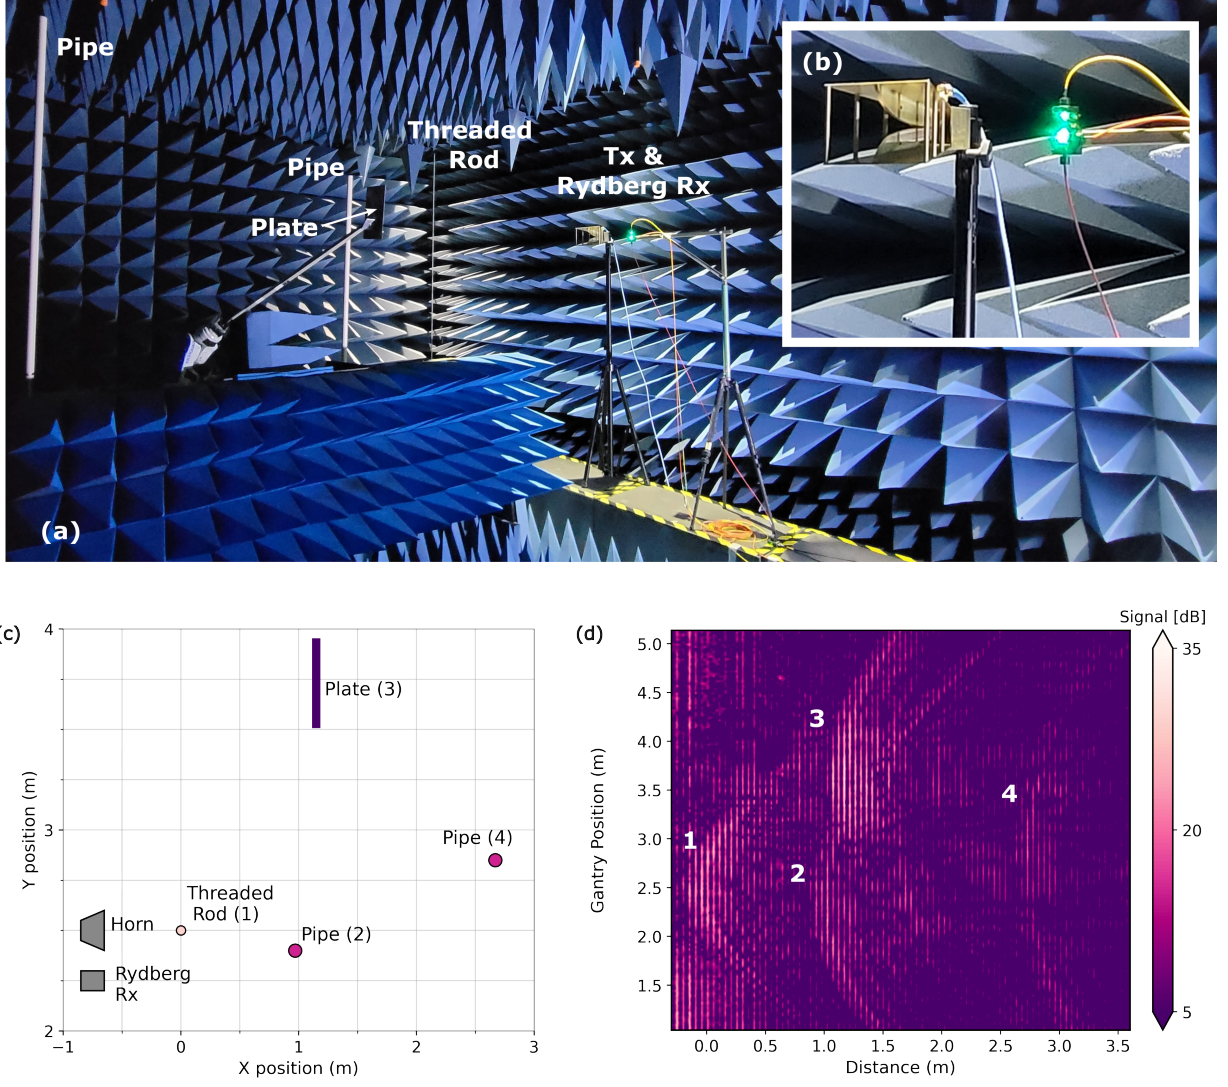 Pipe
Threaded
Rod
Pipe
Tx &
Rydberg Rx
Plate
(a)
(b)
(c)
4
3
2
Y position (m)
Plate (3)
Pipe (4)
Threaded
Rod (1)
Horn
Pipe (2)
Rydberg
Rx
−1
0
1
2
3
X position (m)
(d)
Signal [dB]
5.0
4.5
4.0
3.5
3.0
2.5
2.0
1.5
Gantry Position (m)
3
4
1
2
0.0
0.5
1.0
1.5
2.0
2.5
3.0
3.5
Distance (m)
35
20
5